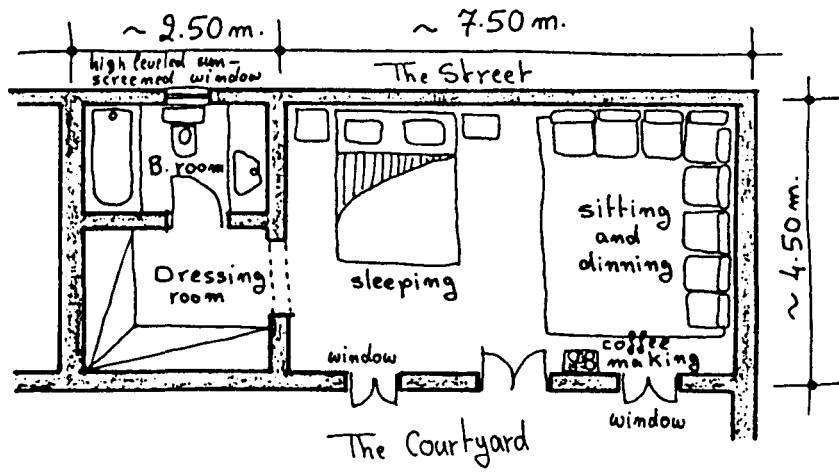 ~ 2.50 m.
~ 7.50 m.
high leveled sun-
screened window
The Street
B. room
sitting
and
dinning
~ 4.50 m.
Dressing
room
sleeping
window
coffee
making
window
The Courtyard